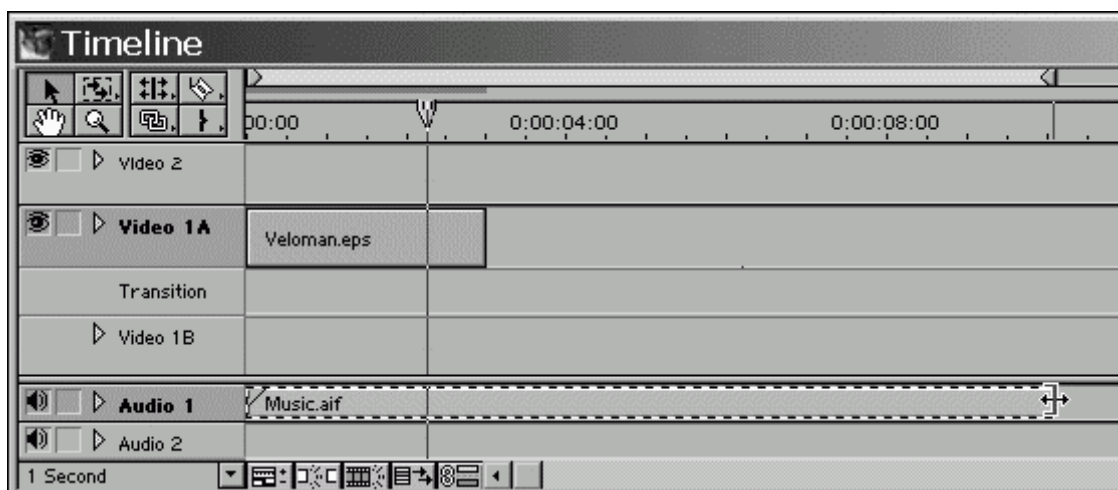 Timeline
00:00 0:00:04:00 0:00:08:00
Video 2
Video 1A
Veloman.eps
Transition
Video 1B
Audio 1
Music.aif
Audio 2
1 Second